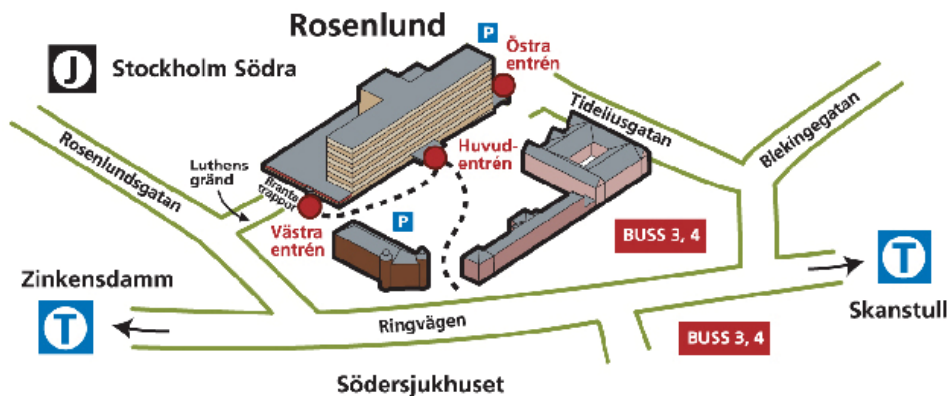 Rosenlund
P
Östra
entrén
J
Stockholm Södra
Tideliusgatan
Blekingegatan
Rosenlundsgatan
Luthens
gränd
Branta
trappor
Huvud-
entrén
Västra
entrén
P
BUSS 3, 4
Zinkensdamm
T
T
Skanstull
Ringvägen
BUSS 3, 4
Södersjukhuset